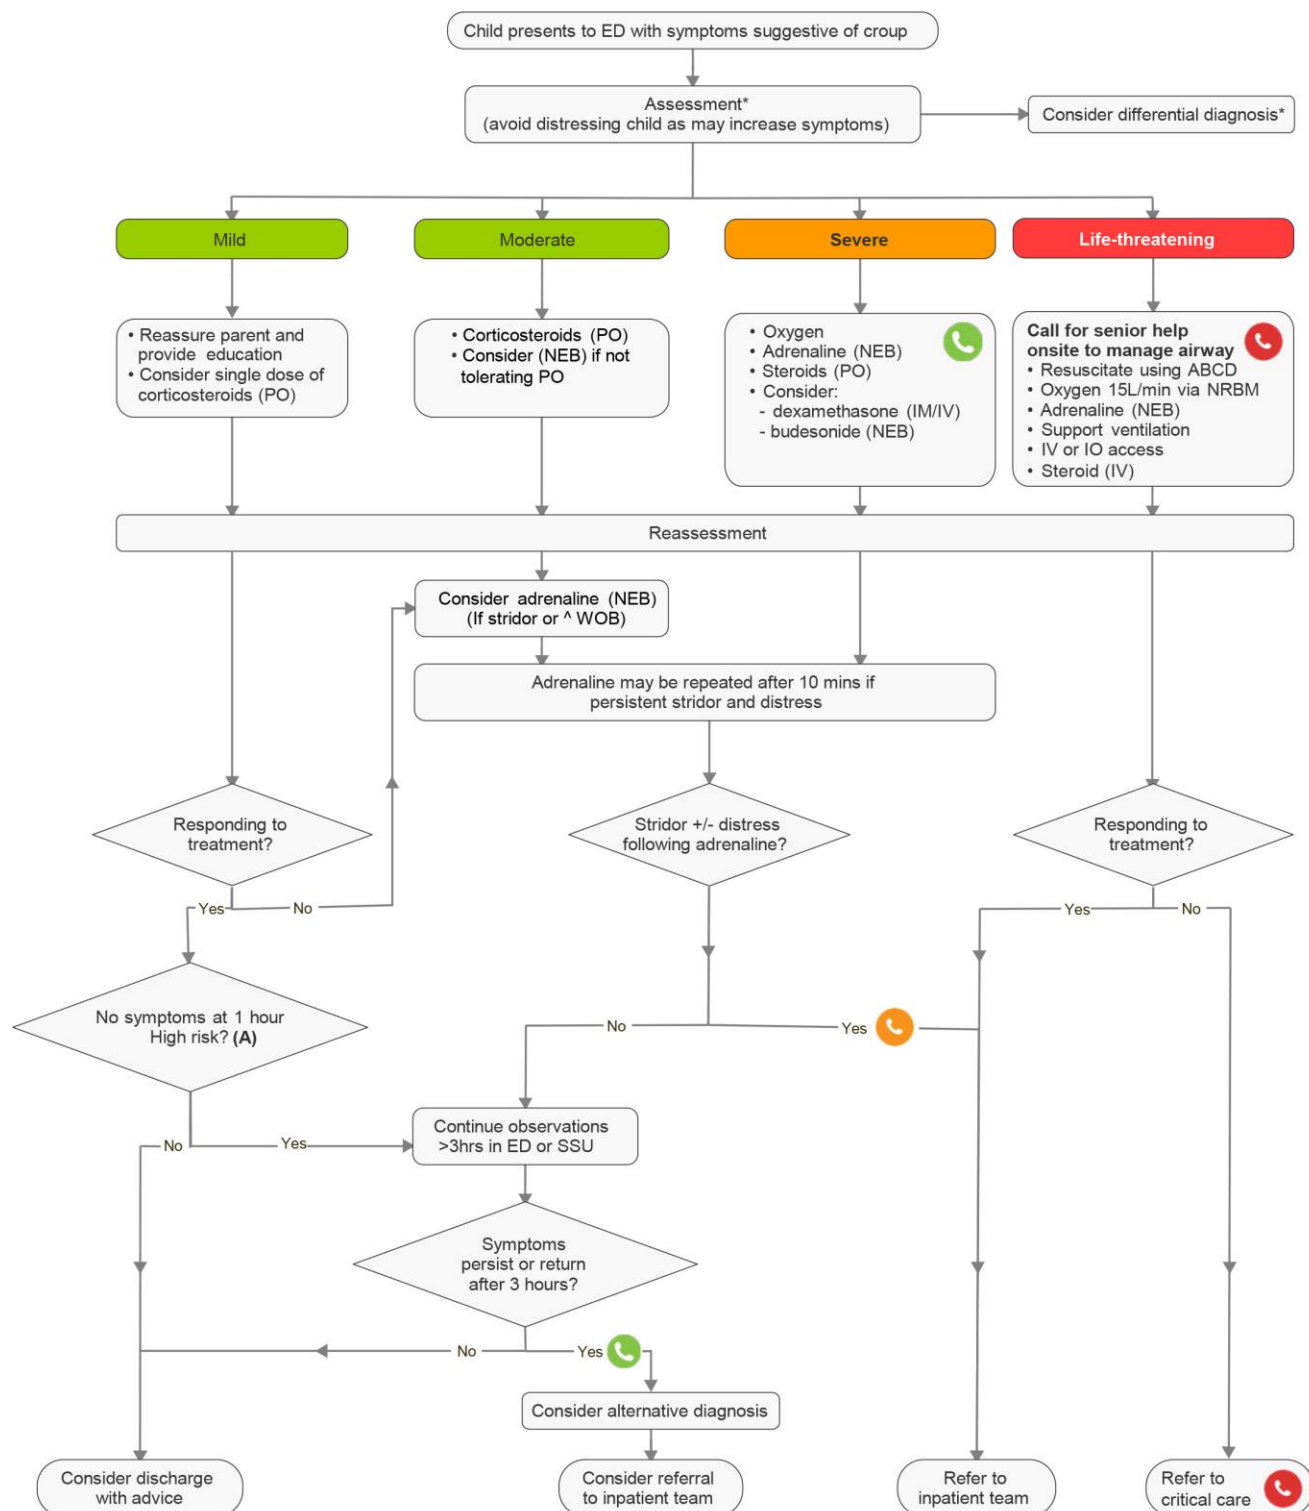 Child presents to ED with symptoms suggestive of croup
Assessment*
(avoid distressing child as may increase symptoms)
Consider differential diagnosis*
Mild
Moderate
Severe
Life-threatening
• Reassure parent and
provide education
• Consider single dose of
corticosteroids (PO)
• Corticosteroids (PO)
• Consider (NEB) if not
tolerating PO
• Oxygen
• Adrenaline (NEB)
• Steroids (PO)
• Consider:
- dexamethasone (IM/IV)
- budesonide (NEB)
Call for senior help
onsite to manage airway
• Resuscitate using ABCD
• Oxygen 15L/min via NRBM
• Adrenaline (NEB)
• Support ventilation
• IV or IO access
• Steroid (IV)
Reassessment
Consider adrenaline (NEB)
(If stridor or ^ WOB)
Adrenaline may be repeated after 10 mins if
persistent stridor and distress
Responding to
treatment?
Stridor +/- distress
following adrenaline?
Responding to
treatment?
Yes
No
Yes
No
No symptoms at 1 hour
High risk? (A)
No
Yes
Continue observations
>3hrs in ED or SSU
No
Yes
Symptoms
persist or return
after 3 hours?
No
Yes
Consider alternative diagnosis
Consider discharge
with advice
Consider referral
to inpatient team
Refer to
inpatient team
Refer to
critical care